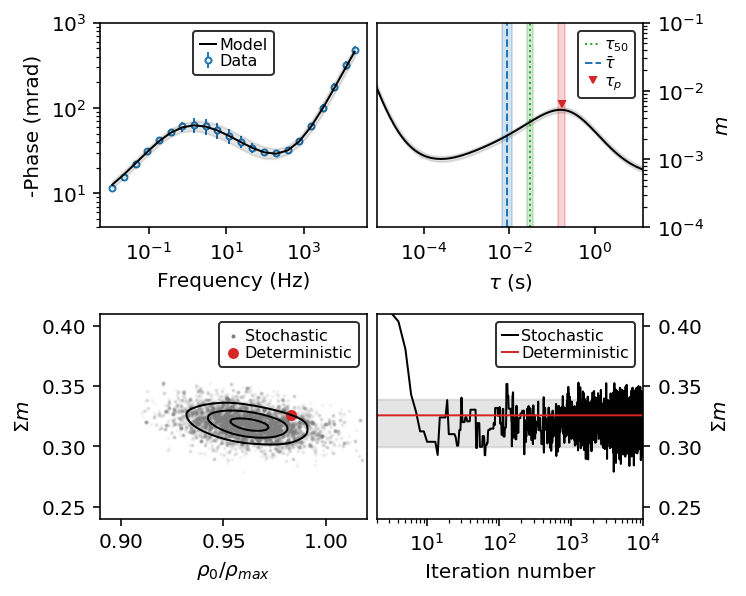 10³
10²
10¹
-Phase (mrad)
Model
Data
10⁻¹ 10¹ 10³
Frequency (Hz)
τ₅₀
τ̄
τₚ
10⁻¹
10⁻²
10⁻³
10⁻⁴
m
10⁻⁴ 10⁻² 10⁰
τ (s)
0.40
0.35
0.30
0.25
Σm
Stochastic
Deterministic
0.90 0.95 1.00
ρ₀/ρₘₐₓ
Stochastic
Deterministic
0.40
0.35
0.30
0.25
Σm
10¹ 10² 10³ 10⁴
Iteration number